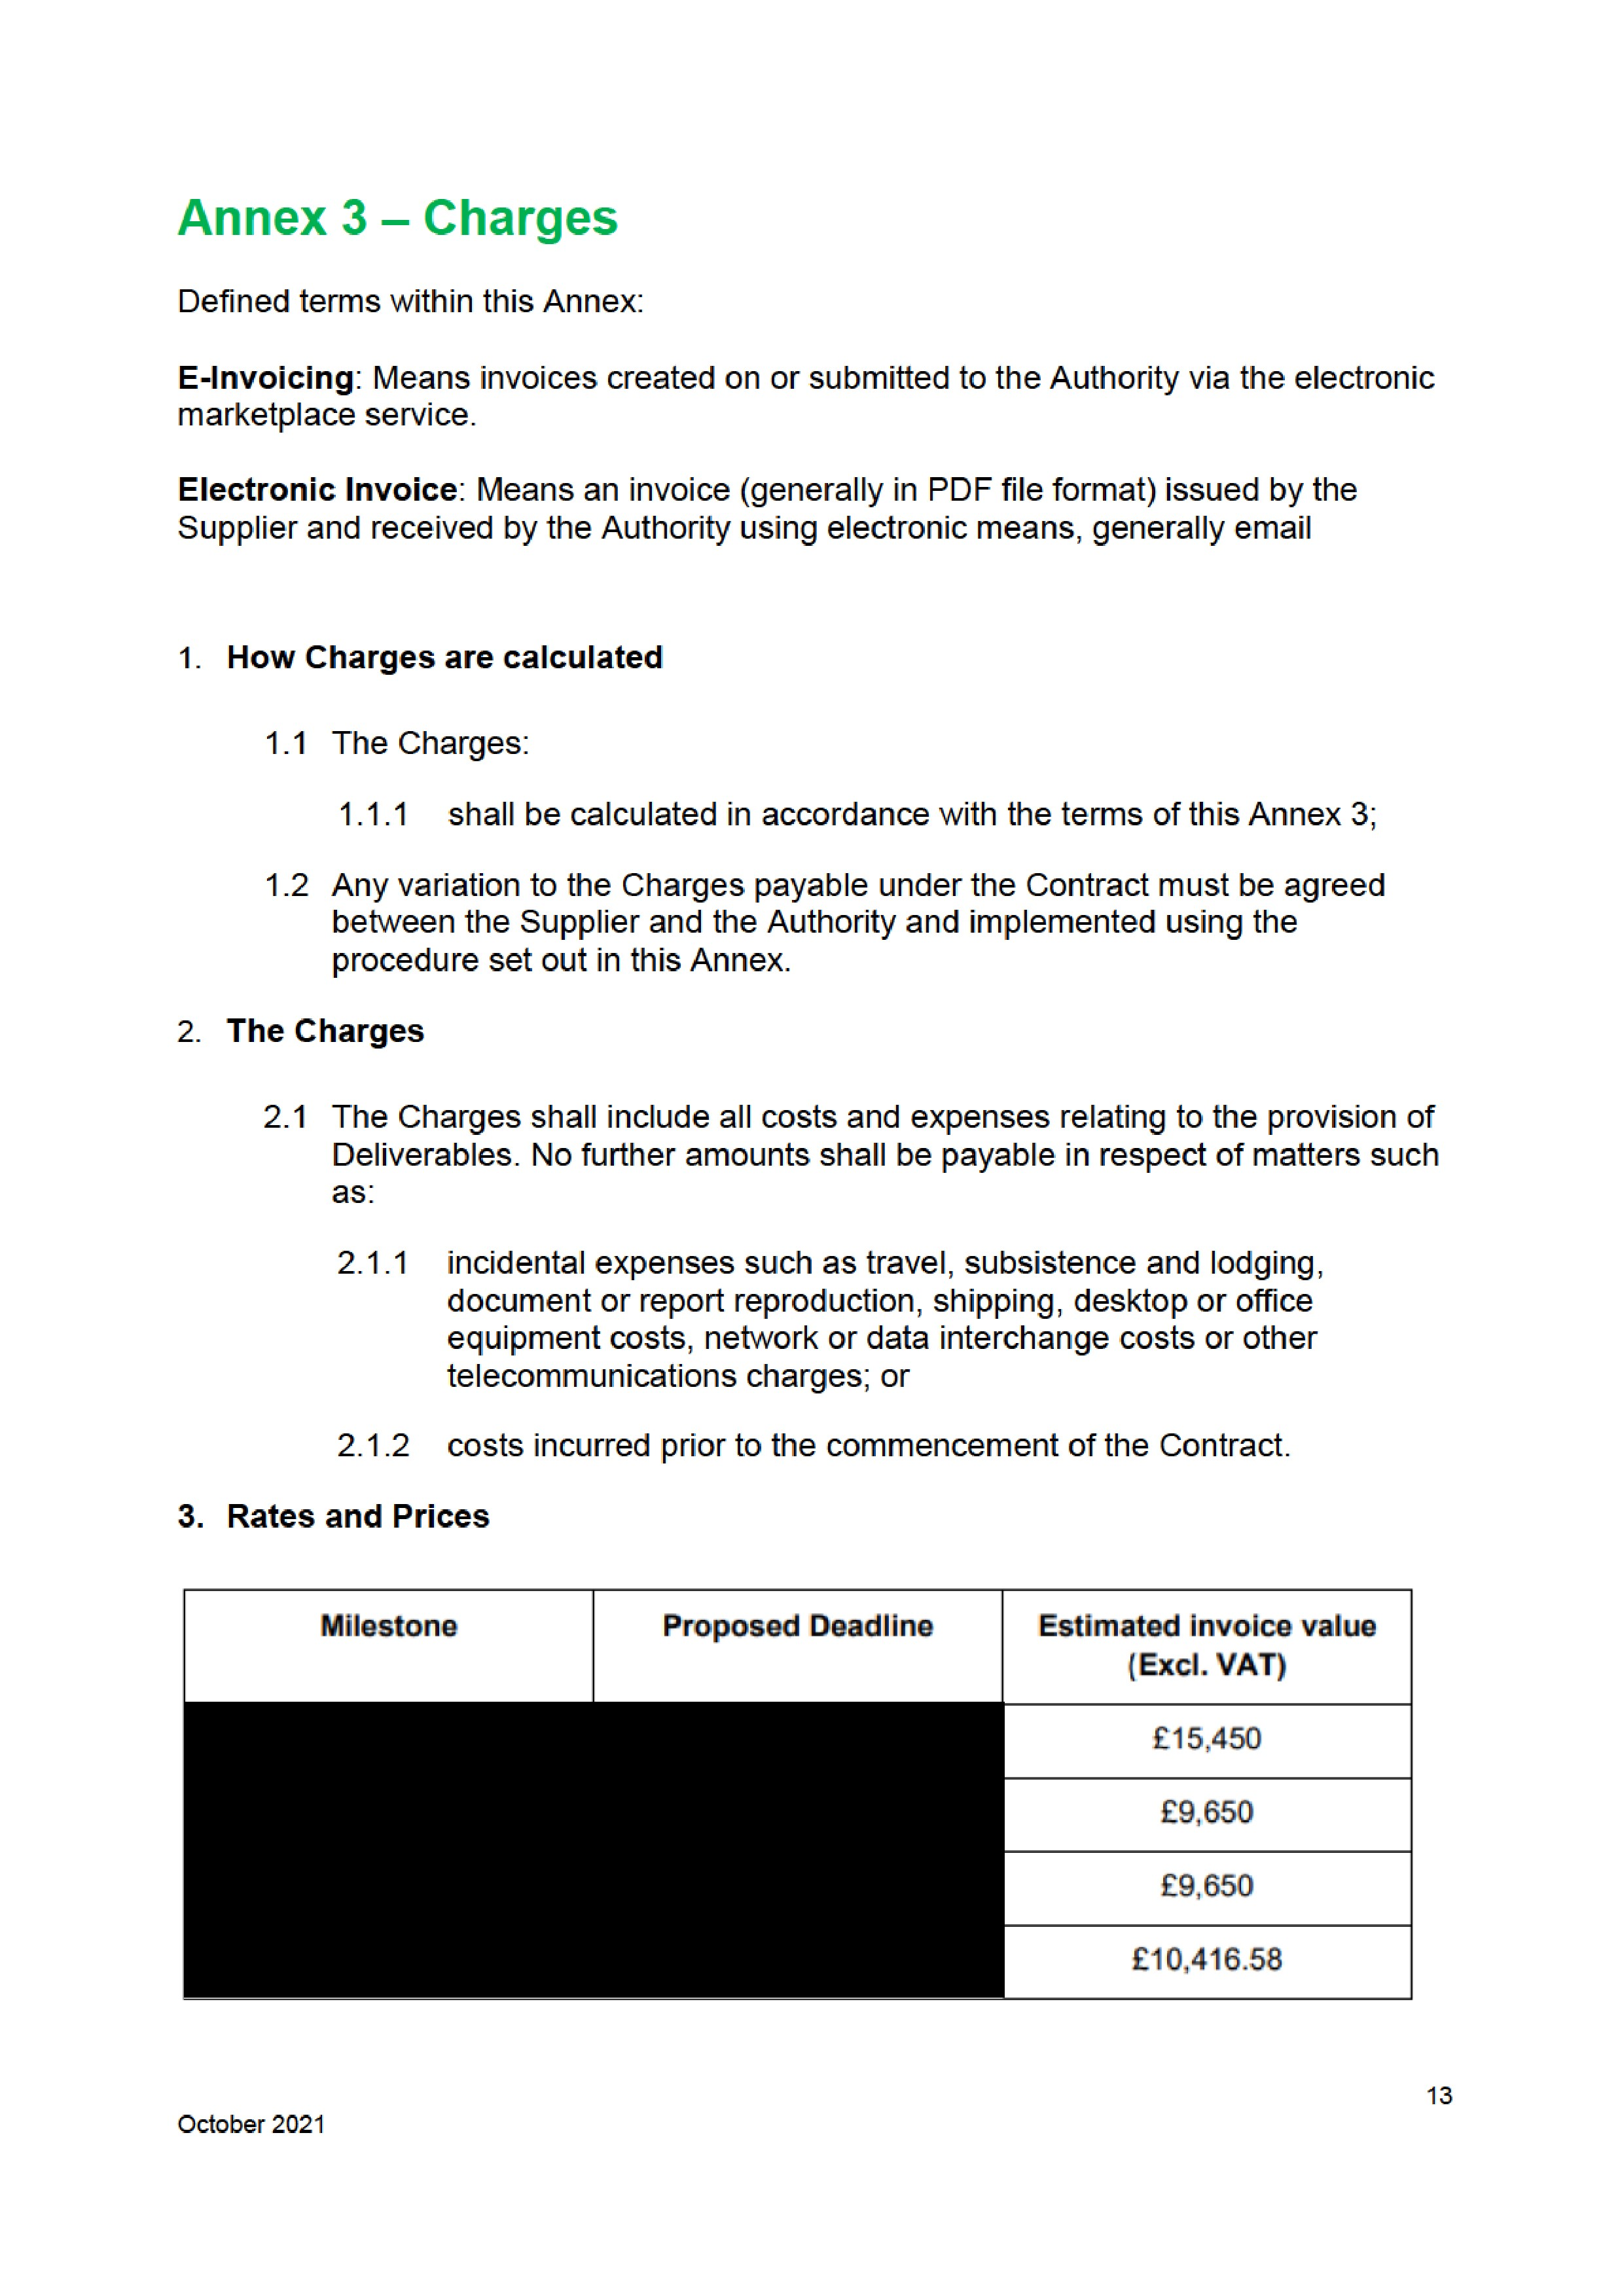 Annex 3 – Charges
Defined terms within this Annex:
E-Invoicing: Means invoices created on or submitted to the Authority via the electronic
marketplace service.
Electronic Invoice: Means an invoice (generally in PDF file format) issued by the
Supplier and received by the Authority using electronic means, generally email
1. How Charges are calculated
1.1 The Charges:
1.1.1 shall be calculated in accordance with the terms of this Annex 3;
1.2 Any variation to the Charges payable under the Contract must be agreed
between the Supplier and the Authority and implemented using the
procedure set out in this Annex.
2. The Charges
2.1 The Charges shall include all costs and expenses relating to the provision of
Deliverables. No further amounts shall be payable in respect of matters such
as:
2.1.1 incidental expenses such as travel, subsistence and lodging,
document or report reproduction, shipping, desktop or office
equipment costs, network or data interchange costs or other
telecommunications charges; or
2.1.2 costs incurred prior to the commencement of the Contract.
3. Rates and Prices
Milestone Proposed Deadline Estimated invoice value
(Excl. VAT)
£15,450
£9,650
£9,650
£10,416.58
13
October 2021